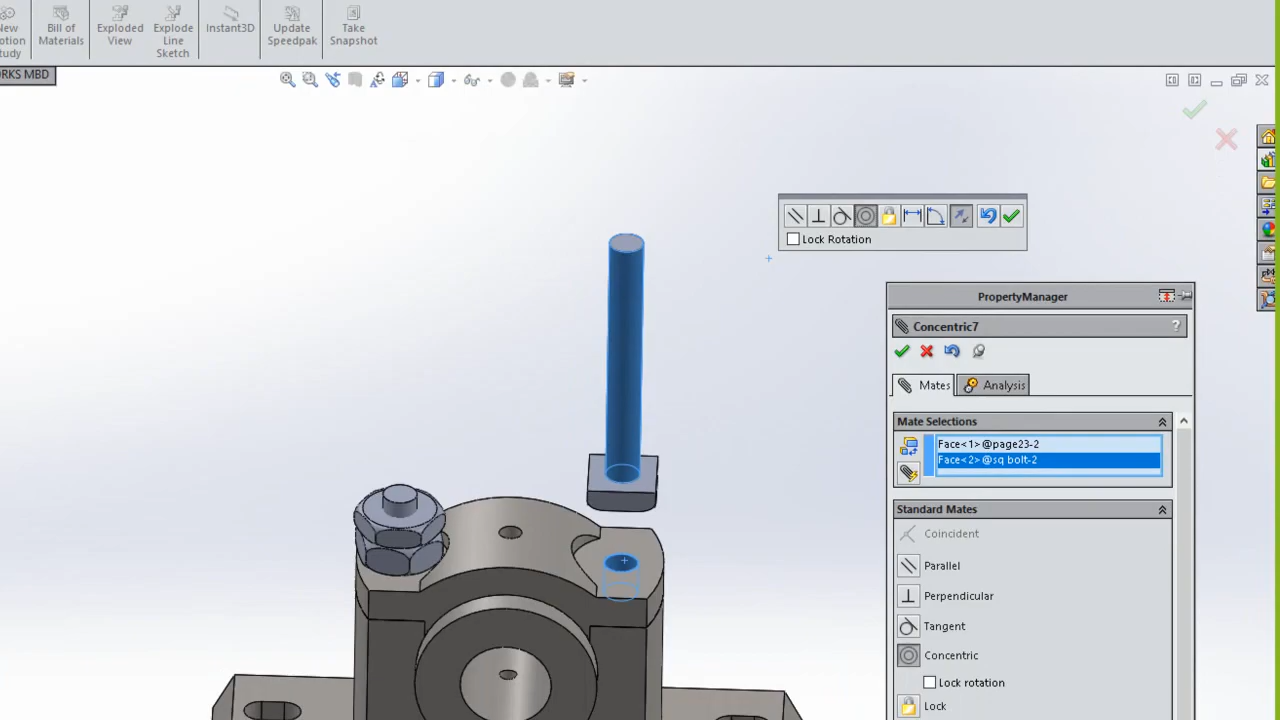 New
otion
tudy
Bill of
Materials
Exploded
View
Explode
Line
Sketch
Instant3D
Update
Speedpak
Take
Snapshot
RKS MBD
Lock Rotation
PropertyManager
Concentric7
?
Mates
Analysis
Mate Selections
Face<1>@page23-2
Face<2>@sq bolt-2
Standard Mates
Coincident
Parallel
Perpendicular
Tangent
Concentric
Lock rotation
Lock